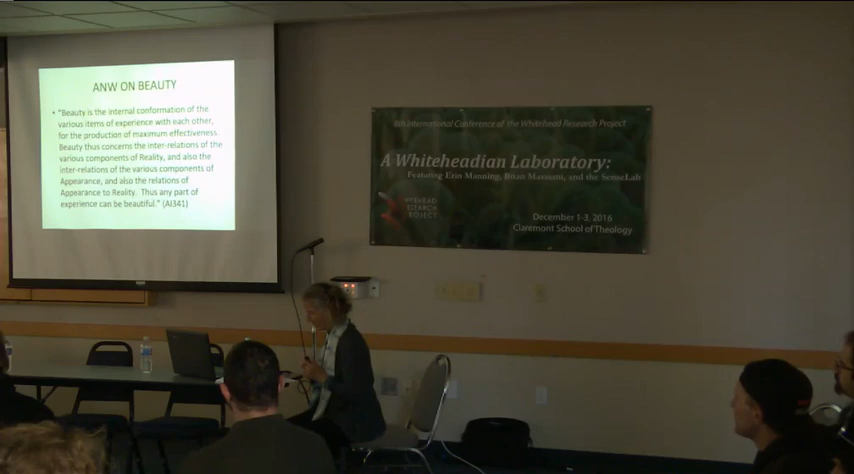 ANW ON BEAUTY
• "Beauty is the internal conformation of the
various items of experience with each other,
for the production of maximum effectiveness.
Beauty thus concerns the inter-relations of the
various components of Reality, and also the
inter-relations of the various components of
Appearance, and also the relations of
Appearance to Reality. Thus any part of
experience can be beautiful." (AI341)
8th International Conference of the Whitehead Research Project
A Whiteheadian Laboratory:
Featuring Erin Manning, Brian Massumi, and the SenseLab
WHITEHEAD
RESEARCH
PROJECT
December 1-3, 2016
Claremont School of Theology